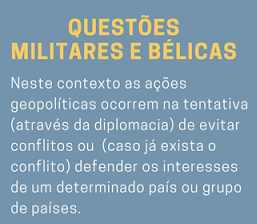 QUESTÕES
MILITARES E BÉLICAS
Neste contexto as ações
geopolíticas ocorrem na tentativa
(através da diplomacia) de evitar
conflitos ou (caso já exista o
conflito) defender os interesses
de um determinado país ou grupo
de países.